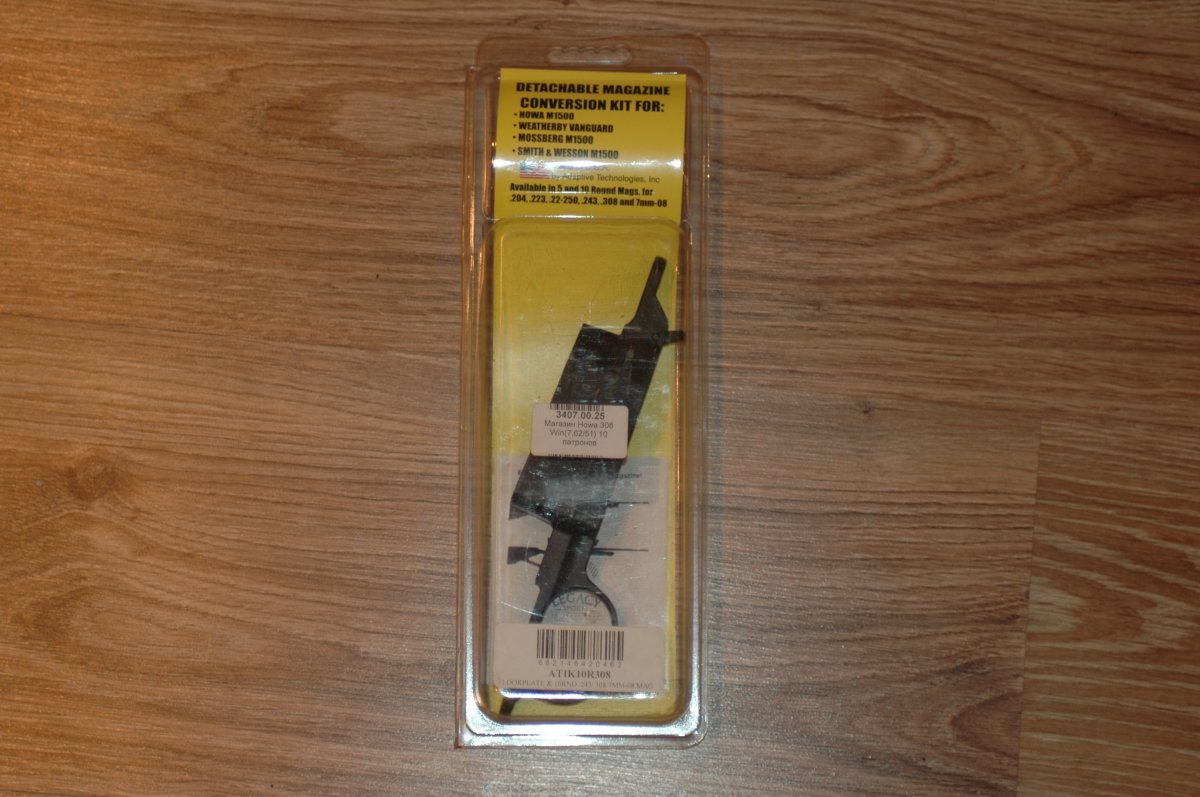 DETACHABLE MAGAZINE
CONVERSION KIT FOR:
• HOWA M1500
• WEATHERBY VANGUARD
• MOSSBERG M1500
• SMITH & WESSON M1500
by Adaptive Technologies, Inc
Available in 5 and 10 Round Mags. for
.204, .223, .22-250, .243, .308 and 7mm-08
3407.00.25
Магазин Howa 308
Win(7,62/51) 10
патронов
LEGACY
682146420463
ATIK10R308